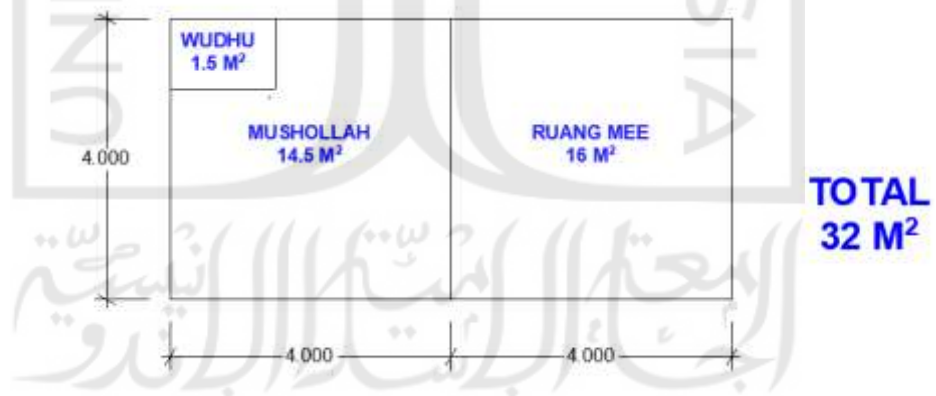 WUDHU
1.5 M²
MUSHOLLAH
14.5 M²
RUANG MEE
16 M²
4.000
TOTAL
32 M²
4.000
4.000